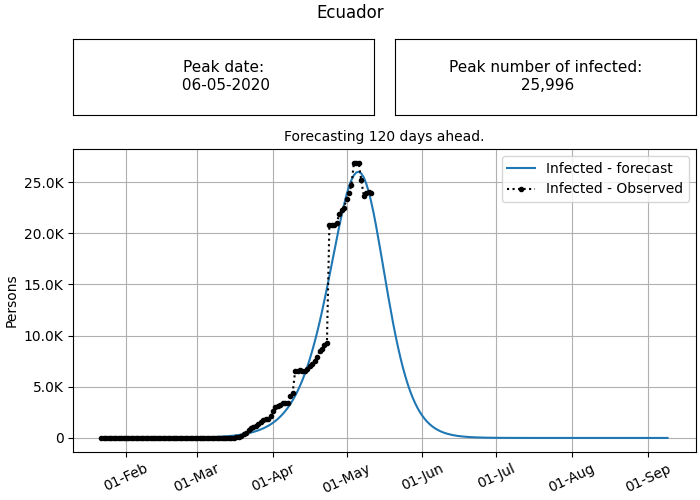 Ecuador
Peak date:
06-05-2020
Peak number of infected:
25,996
Forecasting 120 days ahead.
Infected - forecast
Infected - Observed
Persons
25.0K
20.0K
15.0K
10.0K
5.0K
0
01-Feb
01-Mar
01-Apr
01-May
01-Jun
01-Jul
01-Aug
01-Sep